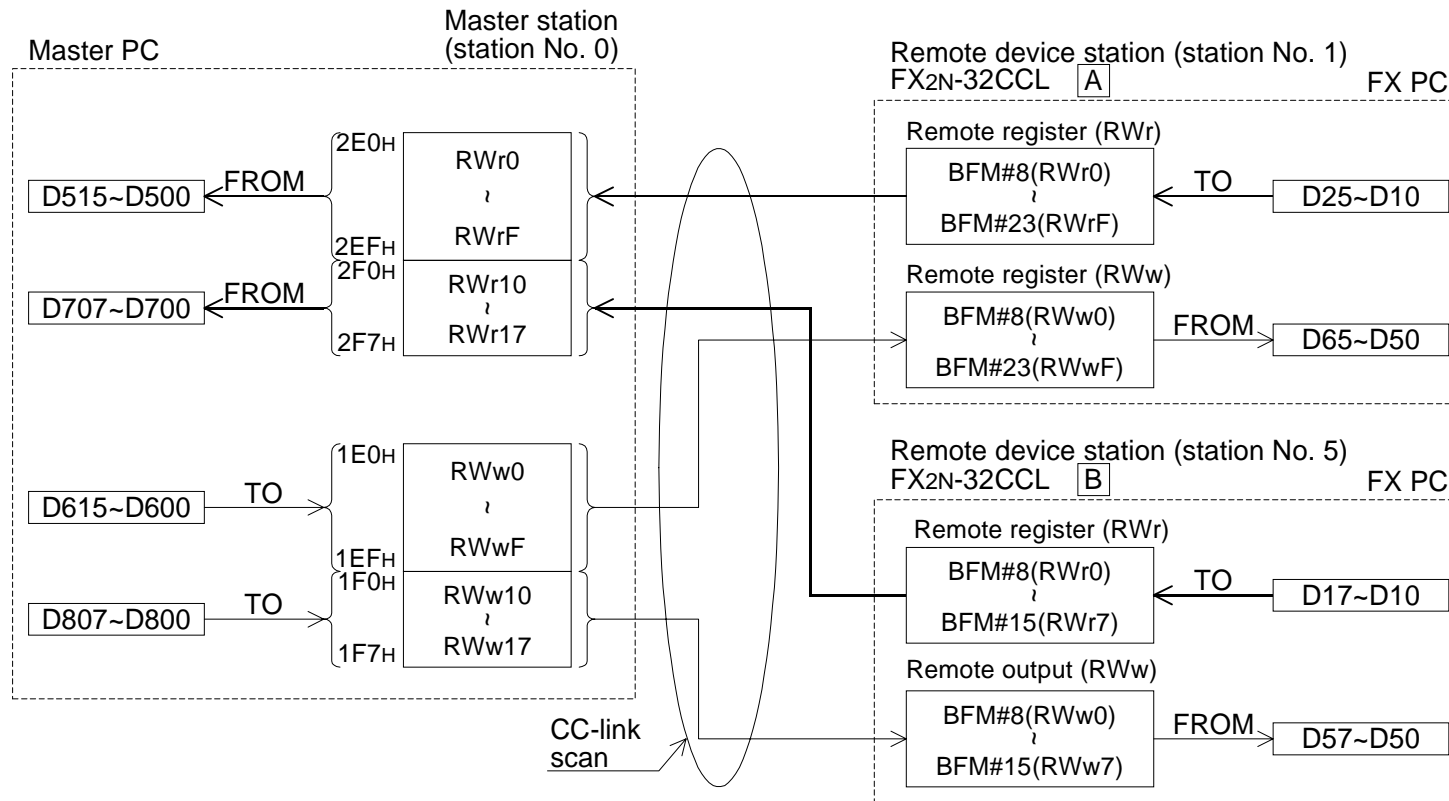 Master PC
Master station
(station No. 0)
2E0H
RWr0
~
RWrF
2EFH
D515~D500
FROM
2F0H
RWr10
~
RWr17
2F7H
D707~D700
FROM
1E0H
RWw0
~
RWwF
1EFH
D615~D600
TO
1F0H
RWw10
~
RWw17
1F7H
D807~D800
TO
CC-link
scan
Remote device station (station No. 1)
FX2N-32CCL A FX PC
Remote register (RWr)
BFM#8(RWr0)
~
BFM#23(RWrF)
TO
D25~D10
Remote register (RWw)
BFM#8(RWw0)
~
BFM#23(RWwF)
FROM
D65~D50
Remote device station (station No. 5)
FX2N-32CCL B FX PC
Remote register (RWr)
BFM#8(RWr0)
~
BFM#15(RWr7)
TO
D17~D10
Remote output (RWw)
BFM#8(RWw0)
~
BFM#15(RWw7)
FROM
D57~D50